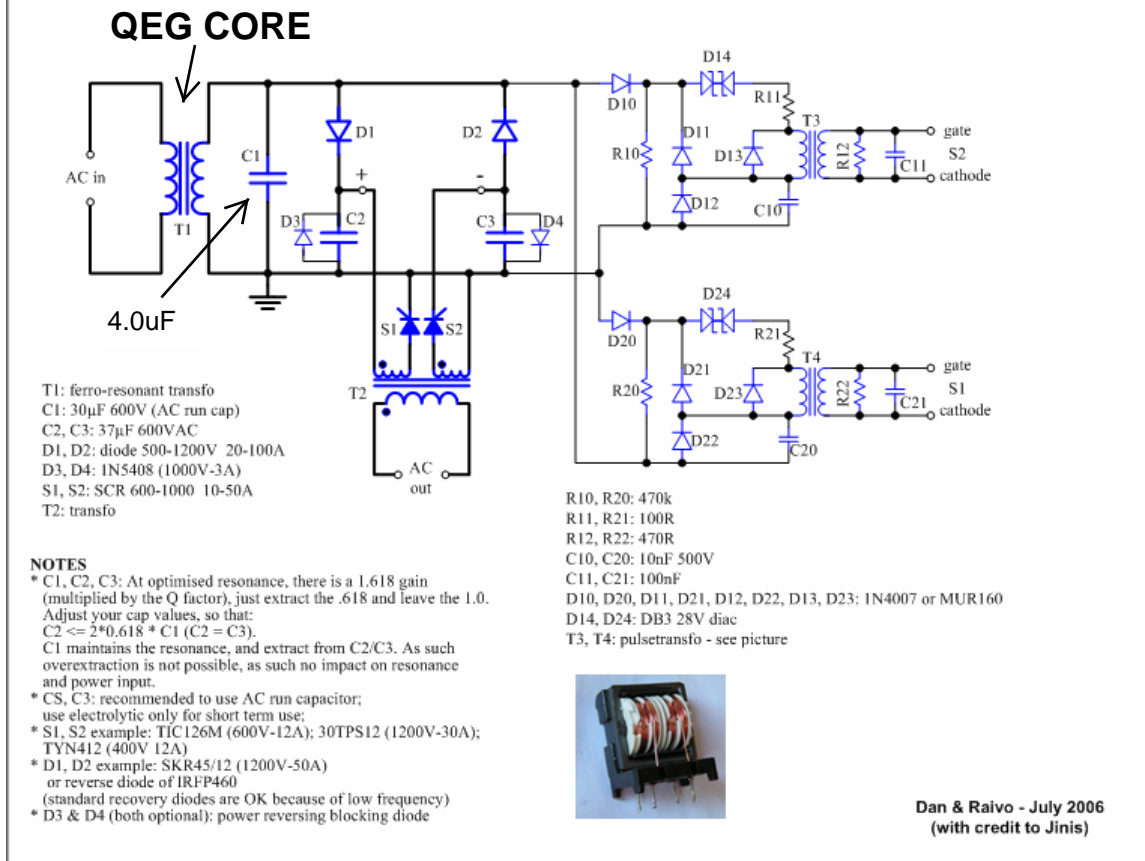 QEG CORE
AC in
T1
C1
4.0uF
D1
D2
+
-
D3
C2
C3
D4
S1
S2
T2
AC
out
D14
D10
R11
T3
D11
R10
D13
R12
C11
D12
C10
gate
S2
cathode
D24
D20
R21
T4
D21
R20
D23
R22
C21
D22
C20
gate
S1
cathode
T1: ferro-resonant transfo
C1: 30µF 600V (AC run cap)
C2, C3: 37µF 600VAC
D1, D2: diode 500-1200V 20-100A
D3, D4: 1N5408 (1000V-3A)
S1, S2: SCR 600-1000 10-50A
T2: transfo
R10, R20: 470k
R11, R21: 100R
R12, R22: 470R
C10, C20: 10nF 500V
C11, C21: 100nF
D10, D20, D11, D21, D12, D22, D13, D23: 1N4007 or MUR160
D14, D24: DB3 28V diac
T3, T4: pulsetransfo - see picture
NOTES
* C1, C2, C3: At optimised resonance, there is a 1.618 gain
(multiplied by the Q factor), just extract the .618 and leave the 1.0.
Adjust your cap values, so that:
C2 <= 2*0.618 * C1 (C2 = C3).
C1 maintains the resonance, and extract from C2/C3. As such
overextraction is not possible, as such no impact on resonance
and power input.
* CS, C3: recommended to use AC run capacitor;
use electrolytic only for short term use;
* S1, S2 example: TIC126M (600V-12A); 30TPS12 (1200V-30A);
TYN412 (400V 12A)
* D1, D2 example: SKR45/12 (1200V-50A)
or reverse diode of IRFP460
(standard recovery diodes are OK because of low frequency)
* D3 & D4 (both optional): power reversing blocking diode
Dan & Raivo - July 2006
(with credit to Jinis)